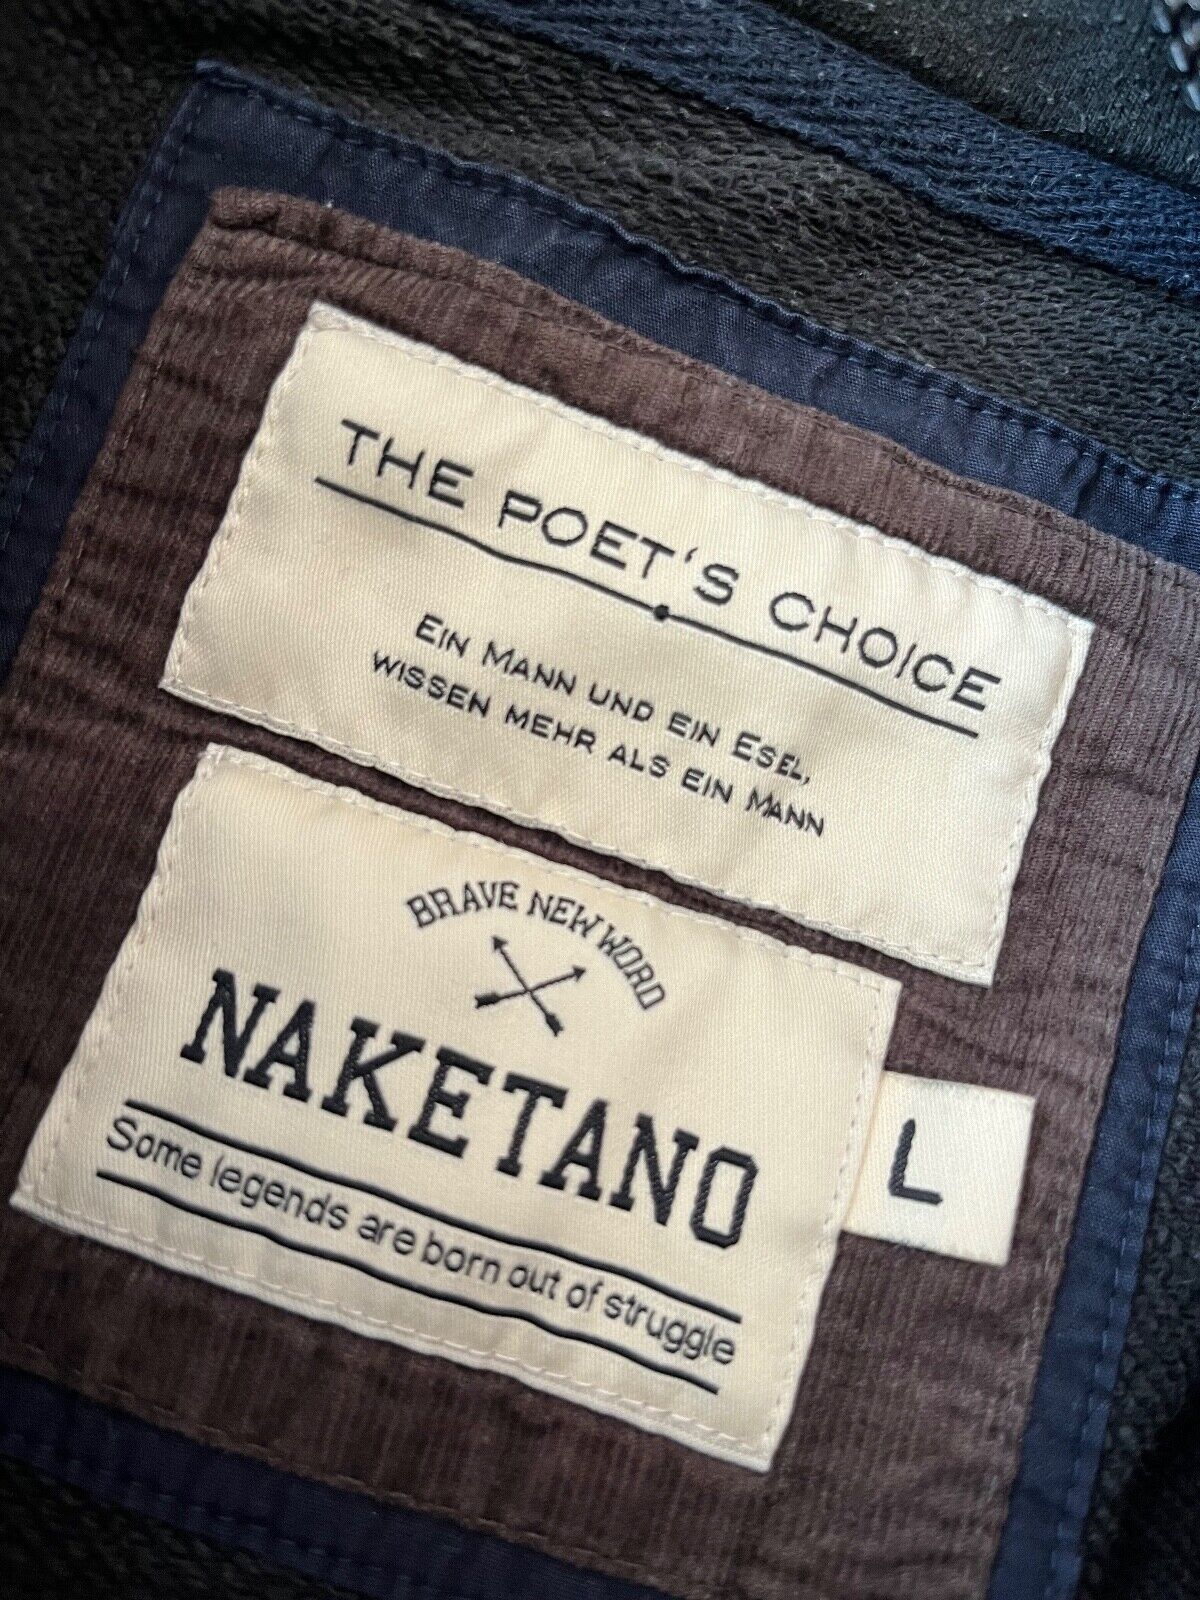 THE POET'S CHOICE
EIN MANN UND EIN ESEL,
WISSEN MEHR ALS EIN MANN
BRAVE NEW WORD
NAKETANO
Some legends are born out of struggle
L